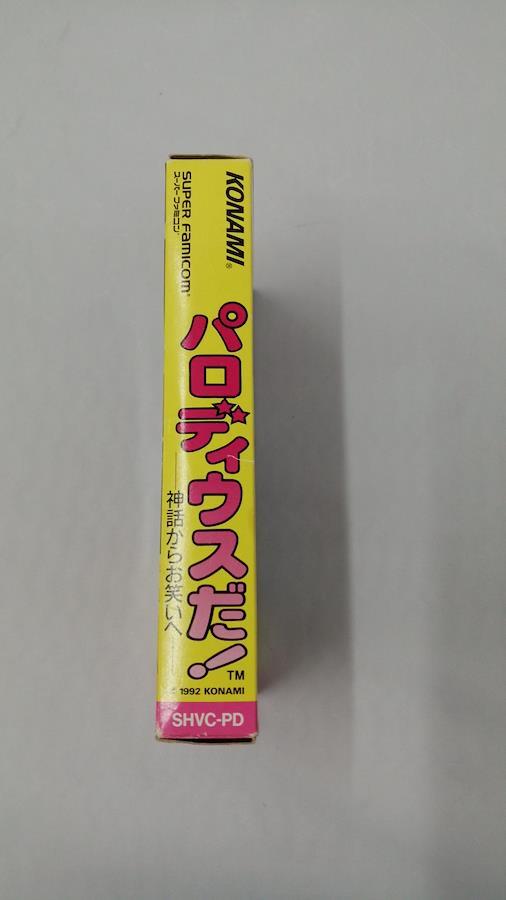 KONAMI®
SUPER FAMICOM®
スーパーファミコン®
パロディウスだ!™
神話からお笑いへ
© 1992 KONAMI
SHVC-PD